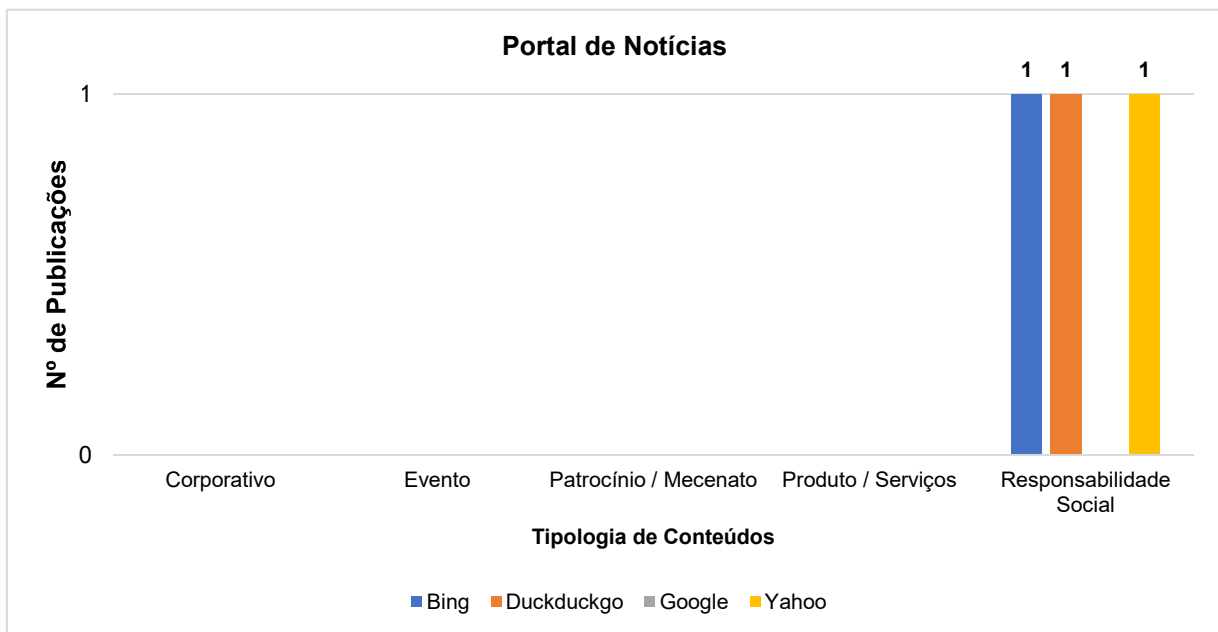 Portal de Notícias
1 1 1
1
Nº de Publicações
0
Corporativo Evento Patrocínio / Mecenato Produto / Serviços Responsabilidade
Social
Tipologia de Conteúdos
Bing Duckduckgo Google Yahoo